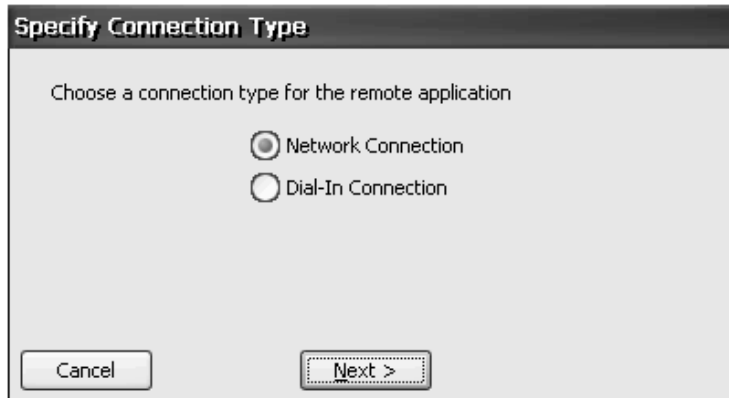 Specify Connection Type
Choose a connection type for the remote application
Network Connection
Dial-In Connection
Cancel
Next >